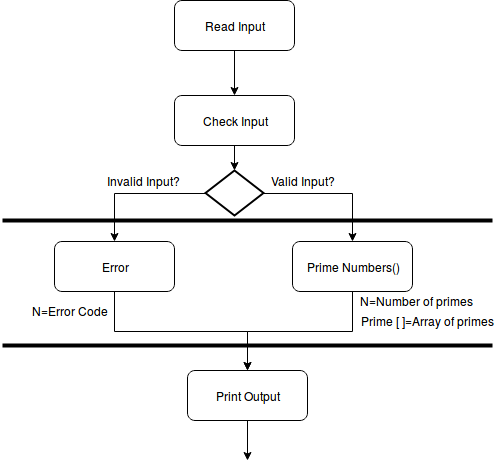 Read Input
Check Input
Invalid Input?
Valid Input?
Error
Prime Numbers()
N=Error Code
N=Number of primes
Prime [ ]=Array of primes
Print Output